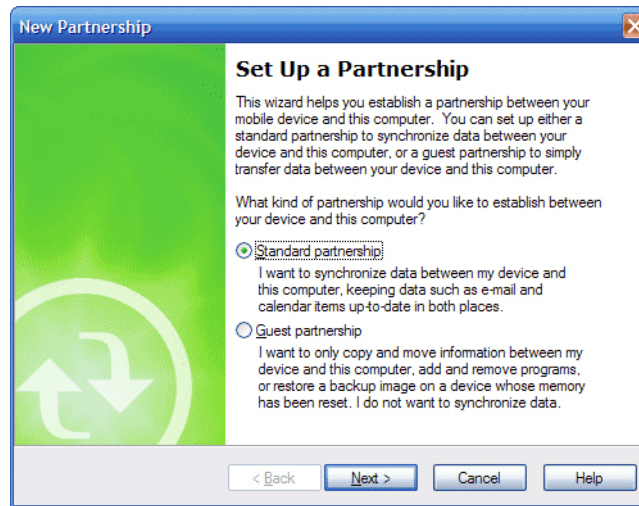 New Partnership
Set Up a Partnership
This wizard helps you establish a partnership between your
mobile device and this computer.  You can set up either a
standard partnership to synchronize data between your
device and this computer, or a guest partnership to simply
transfer data between your device and this computer.
What kind of partnership would you like to establish between
your device and this computer?
Standard partnership
I want to synchronize data between my device and
this computer, keeping data such as e-mail and
calendar items up-to-date in both places.
Guest partnership
I want to only copy and move information between my
device and this computer, add and remove programs,
or restore a backup image on a device whose memory
has been reset. I do not want to synchronize data.
< Back Next > Cancel Help